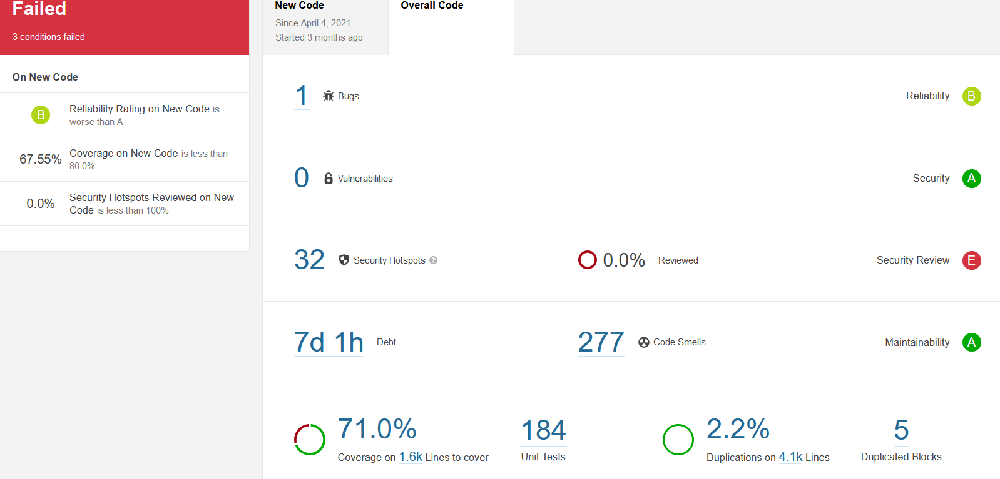 Failed
3 conditions failed
On New Code
B
Reliability Rating on New Code is
worse than A
67.55%
Coverage on New Code is less than
80.0%
0.0%
Security Hotspots Reviewed on New
Code is less than 100%
New Code
Since April 4, 2021
Started 3 months ago
Overall Code
1 Bugs
Reliability B
0 Vulnerabilities
Security A
32 Security Hotspots ?
0.0% Reviewed
Security Review E
7d 1h Debt
277 Code Smells
Maintainability A
71.0%
Coverage on 1.6k Lines to cover
184
Unit Tests
2.2%
Duplications on 4.1k Lines
5
Duplicated Blocks